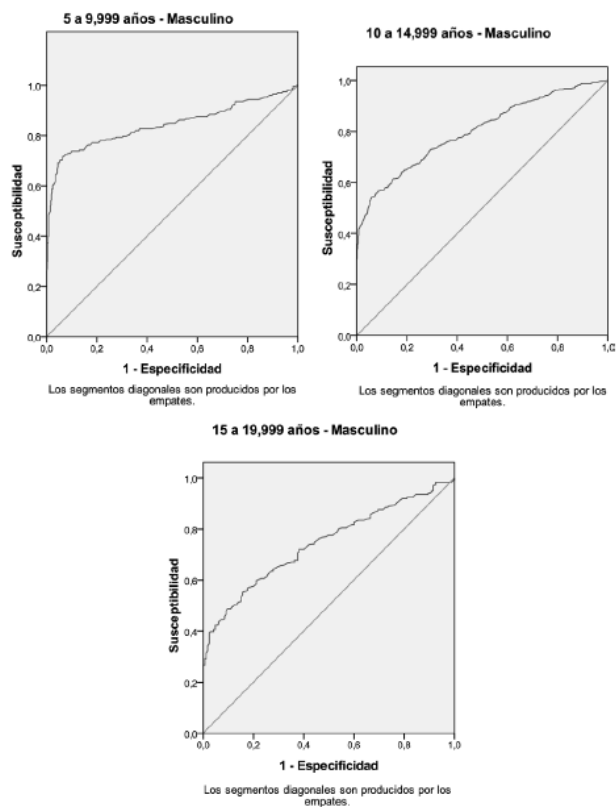 5 a 9,999 años - Masculino
1,0
0,8
0,6
0,4
0,2
0,0
Susceptibilidad
0,0 0,2 0,4 0,6 0,8 1,0
1 - Especificidad
Los segmentos diagonales son producidos por los
empates.
10 a 14,999 años - Masculino
1,0
0,8
0,6
0,4
0,2
0,0
Susceptibilidad
0,0 0,2 0,4 0,6 0,8 1,0
1 - Especificidad
Los segmentos diagonales son producidos por los
empates.
15 a 19,999 años - Masculino
1,0
0,8
0,6
0,4
0,2
0,0
Susceptibilidad
0,0 0,2 0,4 0,6 0,8 1,0
1 - Especificidad
Los segmentos diagonales son producidos por los
empates.